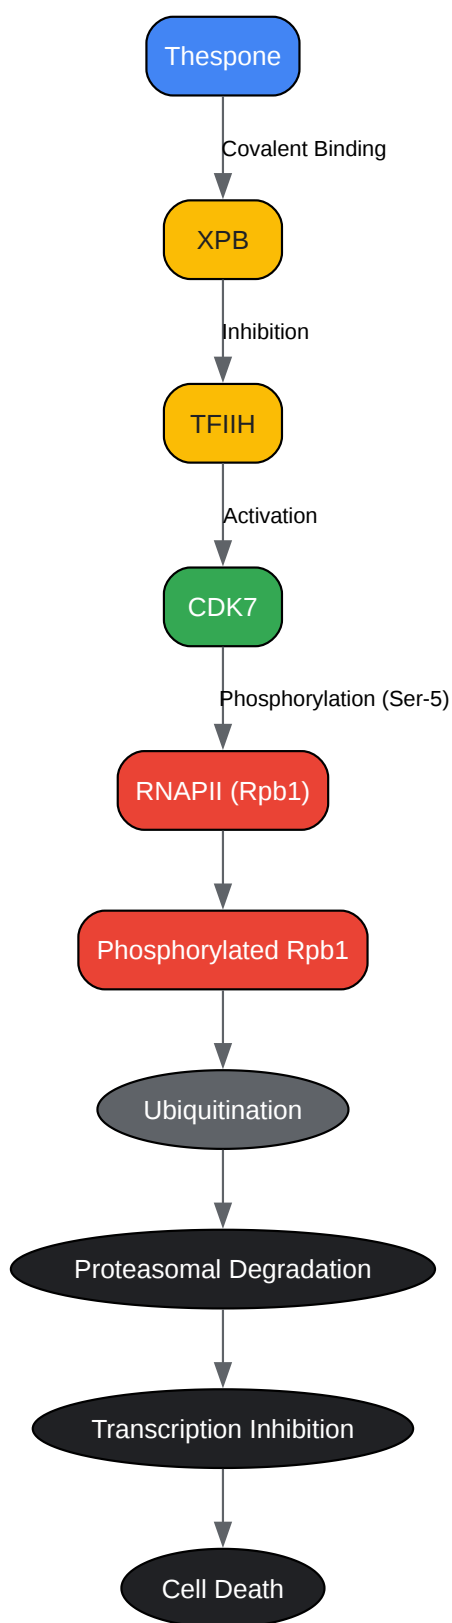 Thespone
Covalent Binding
XPB
Inhibition
TFIIH
Activation
CDK7
Phosphorylation (Ser-5)
RNAPII (Rpb1)
Phosphorylated Rpb1
Ubiquitination
Proteasomal Degradation
Transcription Inhibition
Cell Death